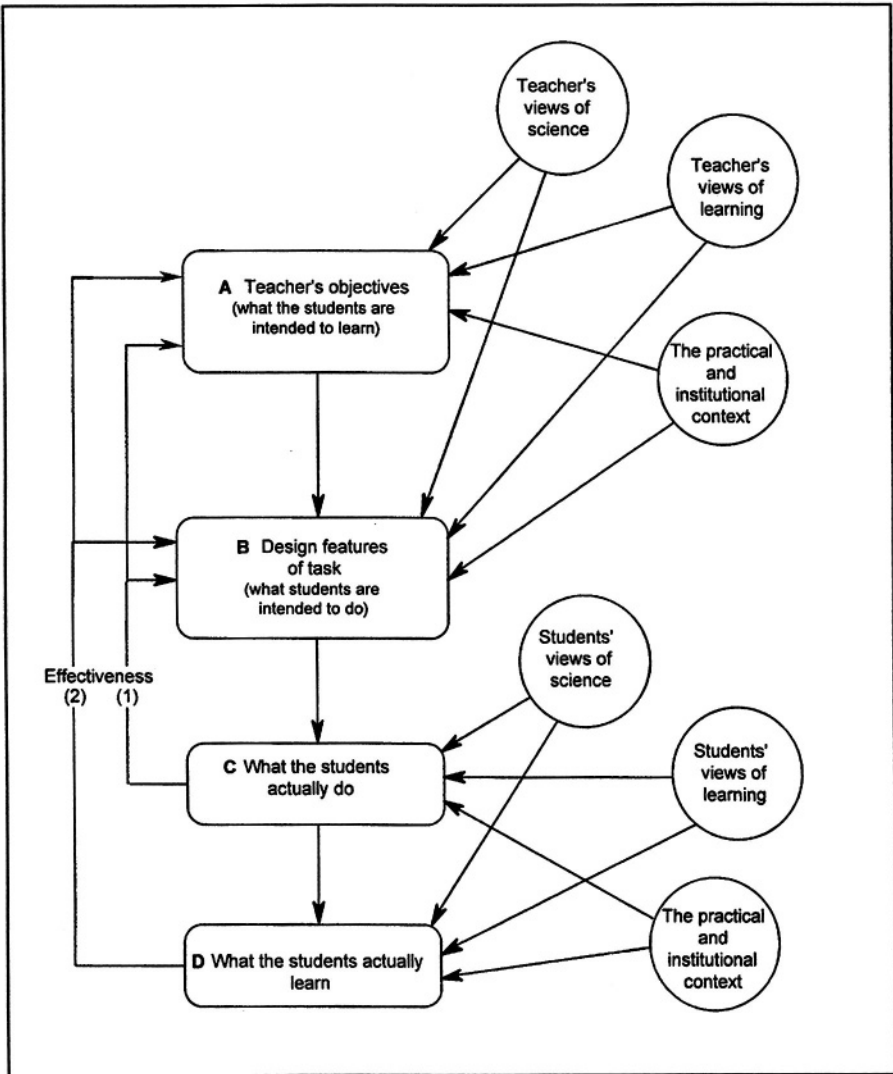 Teacher's
views of
science
Teacher's
views of
learning
A Teacher's objectives
(what the students are
intended to learn)
The practical
and
institutional
context
B Design features
of task
(what students are
intended to do)
Students'
views of
science
Effectiveness
(2) (1)
C What the students
actually do
Students'
views of
learning
The practical
and
institutional
context
D What the students actually
learn